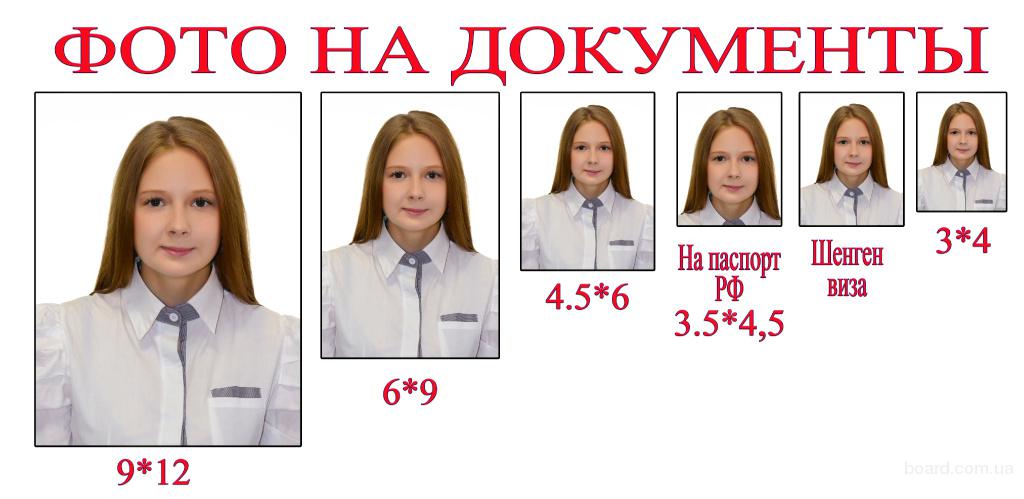 ФОТО НА ДОКУМЕНТЫ
9*12
6*9
4.5*6
На паспорт
РФ
3.5*4,5
Шенген
виза
3*4
board.com.ua